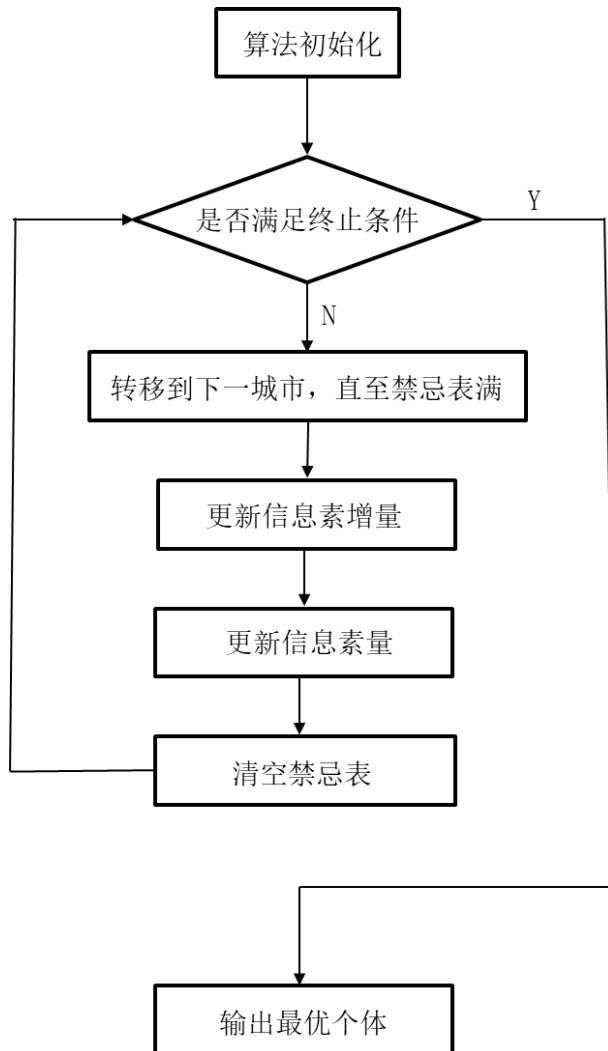 算法初始化
是否满足终止条件
Y
N
转移到下一城市，直至禁忌表满
更新信息素增量
更新信息素量
清空禁忌表
输出最优个体